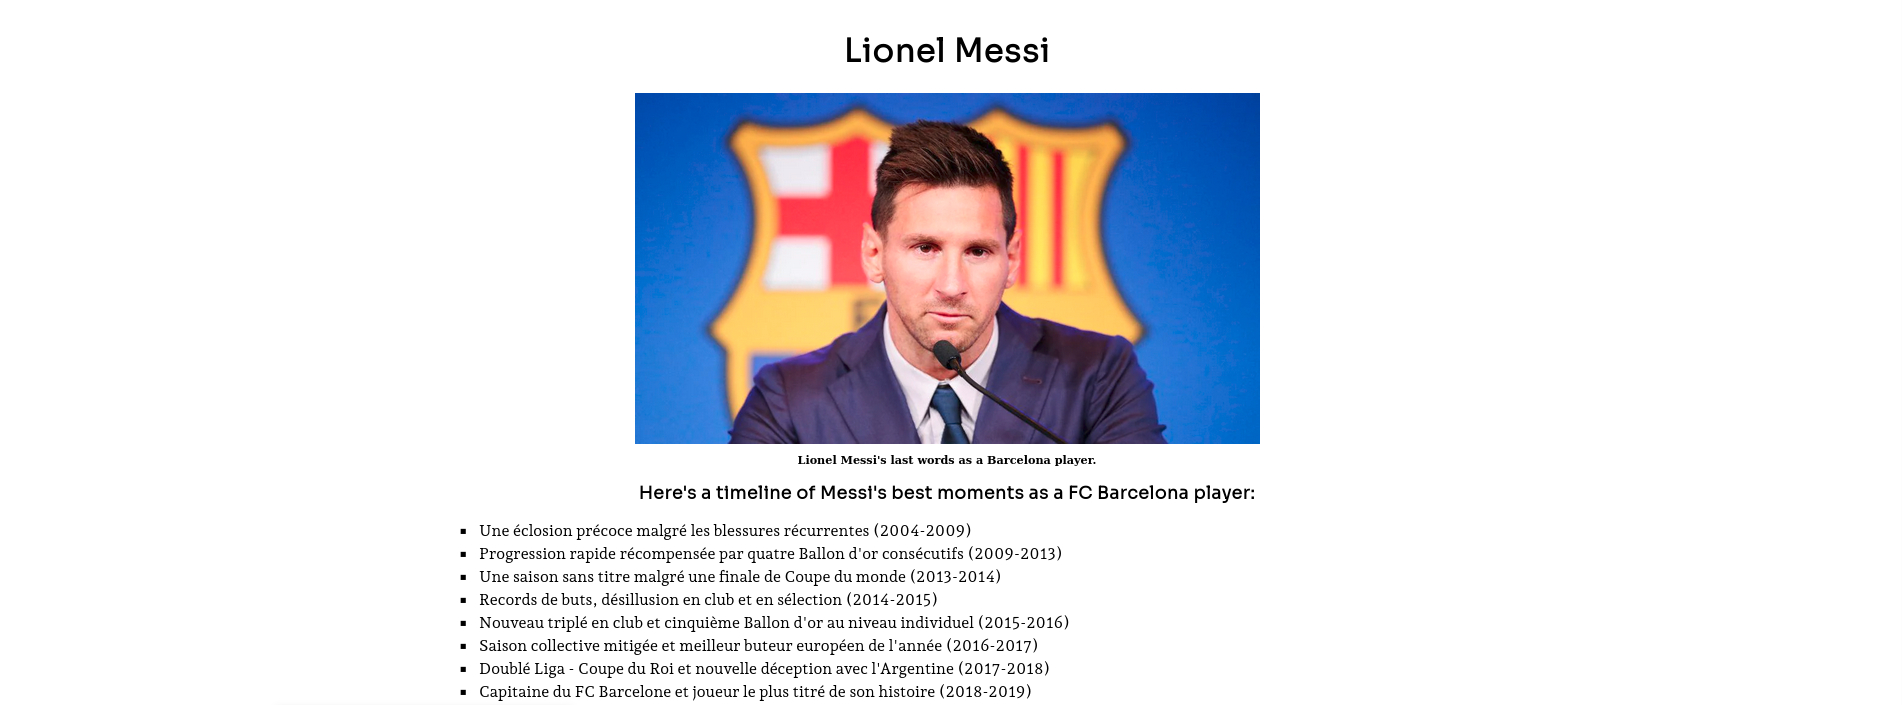 Lionel Messi
Lionel Messi's last words as a Barcelona player.
Here's a timeline of Messi's best moments as a FC Barcelona player:
▪ Une éclosion précoce malgré les blessures récurrentes (2004-2009)
▪ Progression rapide récompensée par quatre Ballon d'or consécutifs (2009-2013)
▪ Une saison sans titre malgré une finale de Coupe du monde (2013-2014)
▪ Records de buts, désillusion en club et en sélection (2014-2015)
▪ Nouveau triplé en club et cinquième Ballon d'or au niveau individuel (2015-2016)
▪ Saison collective mitigée et meilleur buteur européen de l'année (2016-2017)
▪ Doublé Liga - Coupe du Roi et nouvelle déception avec l'Argentine (2017-2018)
▪ Capitaine du FC Barcelone et joueur le plus titré de son histoire (2018-2019)